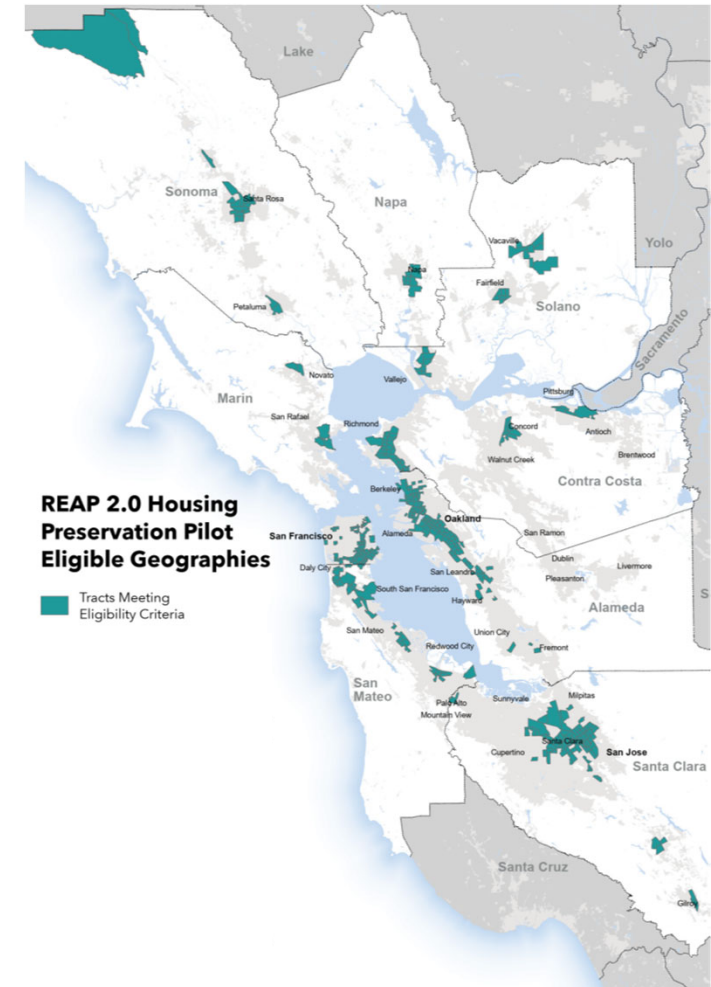 Lake
Sonoma
Santa Rosa
Napa
Vacaville
Yolo
Napa
Fairfield
Solano
Petaluma
Sacramento
Novato
Vallejo
Marin
Pittsburg
San Rafael
Richmond
Concord
Antioch
Walnut Creek
Brentwood
Contra Costa
Berkeley
REAP 2.0 Housing
Preservation Pilot
Eligible Geographies
Tracts Meeting
Eligibility Criteria
Oakland
San Francisco
Alameda
San Ramon
Daly City
Dublin
Livermore
San Leandro
Pleasanton
South San Francisco
S
Hayward
Alameda
San Mateo
Union City
Redwood City
Fremont
San
Mateo
Palo Alto
Sunnyvale
Milpitas
Mountain View
Santa Clara
Cupertino
San Jose
Santa Clara
Santa Cruz
Gilroy